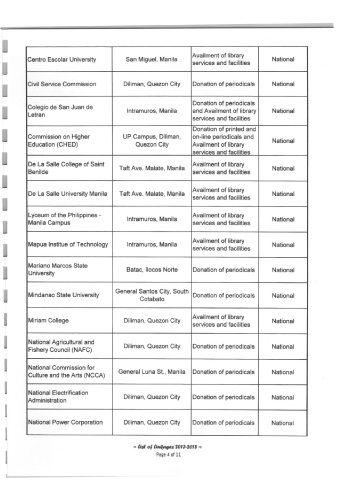 Centro Escolar University San Miguel, Manila Availment of library services and facilities National
Civil Service Commission Diliman, Quezon City Donation of periodicals National
Colegio de San Juan de Letran Intramuros, Manila Donation of periodicals and Availment of library services and facilities National
Commission on Higher Education (CHED) UP Campus, Diliman, Quezon City Donation of printed and on-line periodicals and Availment of library services and facilities National
De La Salle College of Saint Benilde Taft Ave. Malate, Manila Availment of library services and facilities National
De La Salle University Manila Taft Ave. Malate, Manila Availment of library services and facilities National
Lyceum of the Philippines - Manila Campus Intramuros, Manila Availment of library services and facilities National
Mapua Institue of Technology Intramuros, Manila Availment of library services and facilities National
Mariano Marcos State University Batac, Ilocos Norte Donation of periodicals National
Mindanao State University General Santos City, South Cotabato Donation of periodicals National
Miriam College Diliman, Quezon City Availment of library services and facilities National
National Agricultural and Fishery Council (NAFC) Diliman, Quezon City Donation of periodicals National
National Commission for Culture and the Arts (NCCA) General Luna St., Manila Donation of periodicals National
National Electrification Administration Diliman, Quezon City Donation of periodicals National
National Power Corporation Diliman, Quezon City Donation of periodicals National
~ List of Linkages 2012-2013 ~
Page 4 of 11